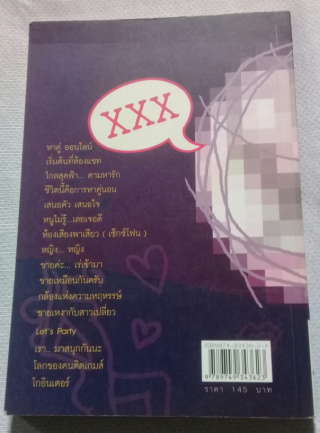 XXX
หาคู่ ออนไลน์
เริ่มต้นที่ห้องแชท
ไกลสุดฟ้า... ตามหารัก
ชีวิตนี้คือการหาคู่นอน
เสนอตัว เสนอใจ
หนูไม่รู้...เลยเจอดี
ห้องเสียงพาเสียว ( เซ็กซ์โฟน )
หญิง... หญิง
ชายค่ะ... เร่เข้ามา
ชายเหมือนกันครับ
กล้องแห่งความหฤหรรษ์
ชายเหงากับสาวเปลี่ยว
Let's Party
เรา.. มาสนุกกันนะ
โลกของคนติดเกมส์
โกอินเตอร์
9 789749 343623
ราคา 145 บาท